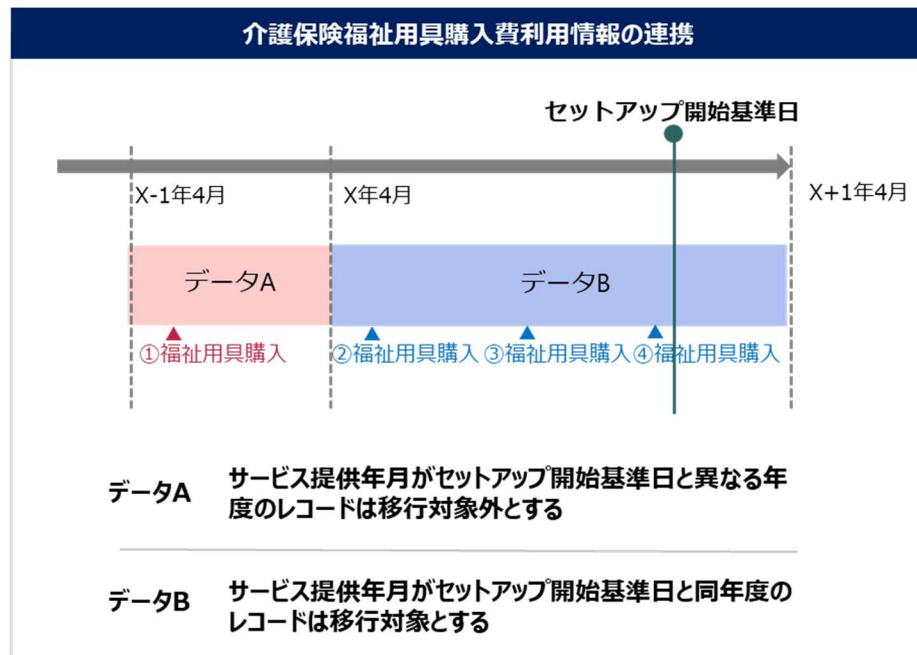 介護保険福祉用具購入費利用情報の連携
セットアップ開始基準日
X-1年4月
X年4月
X+1年4月
データA
データB
①福祉用具購入
②福祉用具購入
③福祉用具購入
④福祉用具購入
データA
サービス提供年月がセットアップ開始基準日と異なる年
度のレコードは移行対象外とする
データB
サービス提供年月がセットアップ開始基準日と同年度の
レコードは移行対象とする